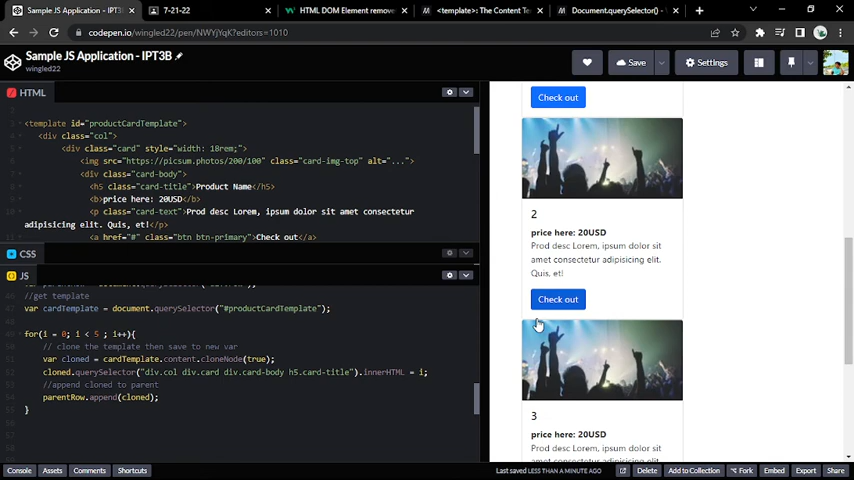 Sample JS Application - IPT3B
7-21-22
HTML DOM Element remove
<template>: The Content Te
Document.querySelector() -
codepen.io/wingled22/pen/NWYjYqK?editors=1010
Sample JS Application - IPT3B
wingled22
Save
Settings
HTML
<template id="productCardTemplate">
<div class="col">
<div class="card" style="width: 18rem;">
<img src="https://picsum.photos/200/100" class="card-img-top" alt="...">
<div class="card-body">
<h5 class="card-title">Product Name</h5>
<b>price here: 20USD</b>
<p class="card-text">Prod desc Lorem, ipsum dolor sit amet consectetur
adipisicing elit. Quis, et!</p>
<a href="#" class="btn btn-primary">Check out</a>
CSS
JS
//get template
var cardTemplate = document.querySelector("#productCardTemplate");
for(i = 0; i < 5 ; i++){
// clone the template then save to new var
var cloned = cardTemplate.content.cloneNode(true);
cloned.querySelector("div.col div.card div.card-body h5.card-title").innerHTML = i;
//append cloned to parent
parentRow.append(cloned);
}
Check out
2
price here: 20USD
Prod desc Lorem, ipsum dolor sit
amet consectetur adipisicing elit.
Quis, et!
Check out
3
price here: 20USD
Prod desc Lorem, ipsum dolor sit
Console
Assets
Comments
Shortcuts
Last saved LESS THAN A MINUTE AGO
Delete
Add to Collection
Fork
Embed
Export
Share